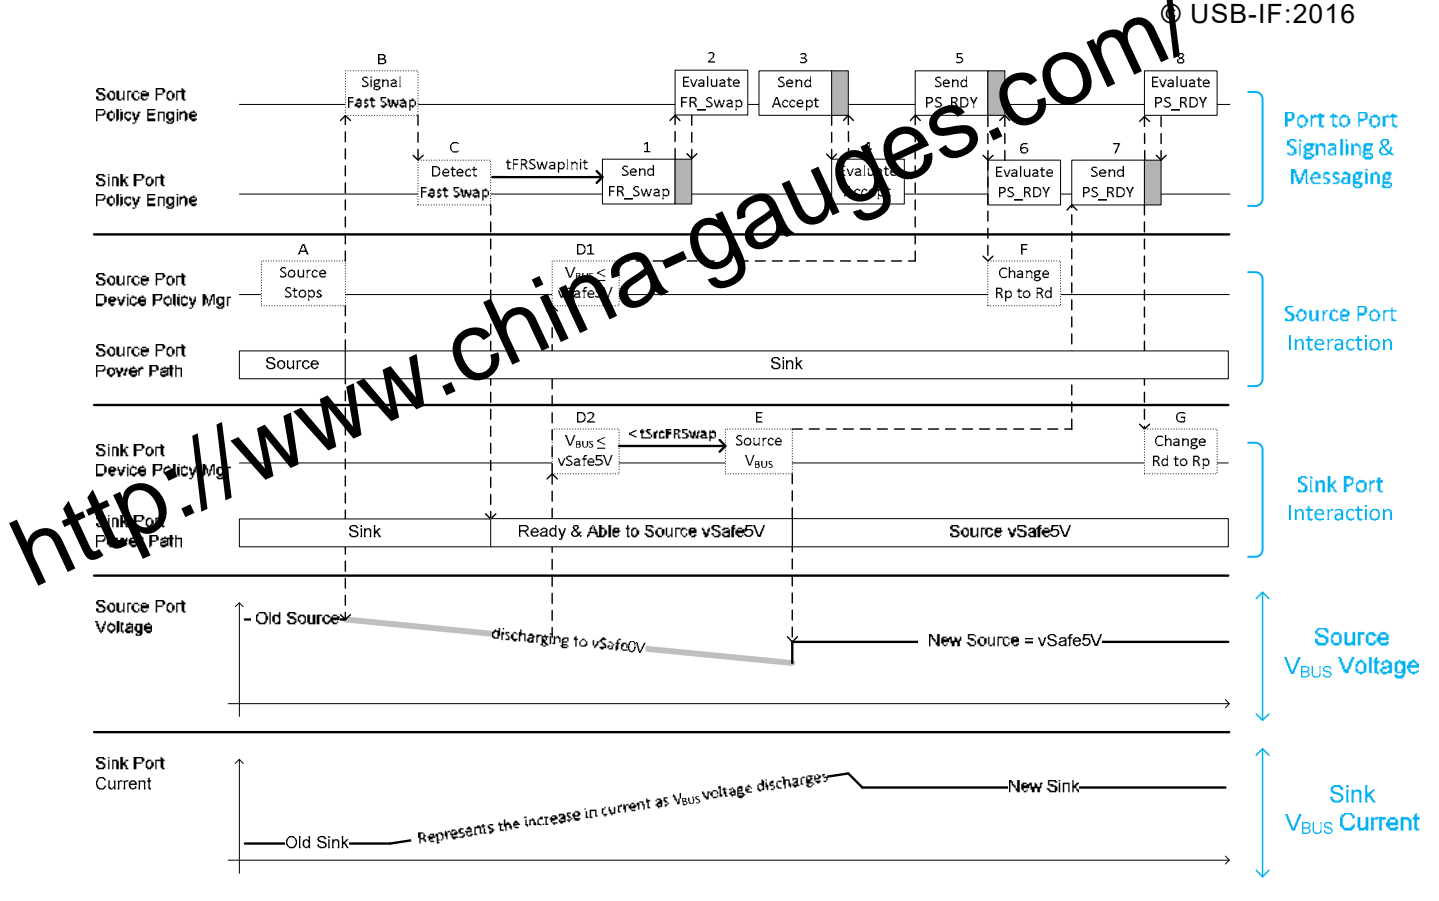 © USB-IF:2016
B
2
3
5
8
Signal
Fast Swap
Evaluate
FR_Swap
Send
Accept
Send
PS_RDY
Evaluate
PS_RDY
Source Port
Policy Engine
Port to Port
Signaling &
Messaging
C
1
4
6
7
Detect
Fast Swap
tFRSwapInit
Send
FR_Swap
Evaluate
Accept
Evaluate
PS_RDY
Send
PS_RDY
Sink Port
Policy Engine
A
D1
F
Source
Stops
VBUS ≤
vSafe5V
Change
Rp to Rd
Source Port
Device Policy Mgr
Source Port
Interaction
Source Port
Power Path
Source
Sink
D2
E
G
VBUS ≤
vSafe5V
< tSrcFRSwap
Source
VBUS
Change
Rd to Rp
Sink Port
Device Policy Mgr
Sink Port
Interaction
Sink Port
Power Path
Sink
Ready & Able to Source vSafe5V
Source vSafe5V
Source Port
Voltage
Old Source
discharging to vSafe0V
New Source = vSafe5V
Source
VBUS Voltage
Sink Port
Current
Old Sink
Represents the increase in current as VBUS voltage discharges
New Sink
Sink
VBUS Current
http://www.china-gauges.com/